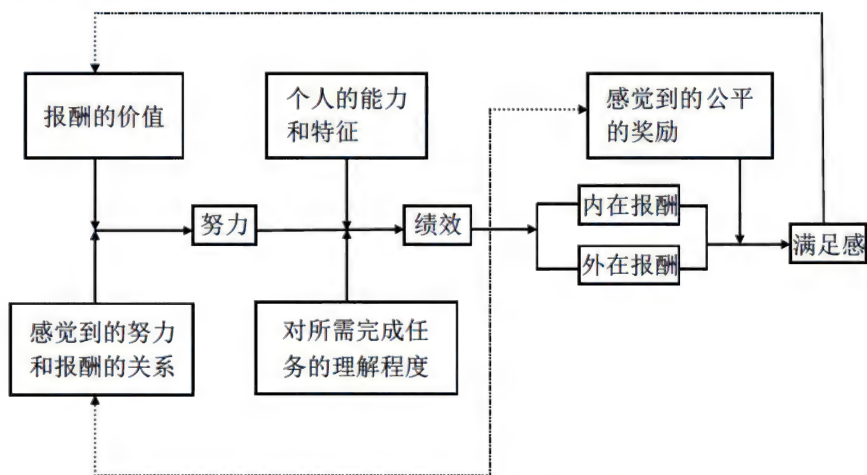 报酬的价值
个人的能力
和特征
感觉到的公平
的奖励
努力
绩效
内在报酬
外在报酬
满足感
感觉到的努力
和报酬的关系
对所需完成任
务的理解程度